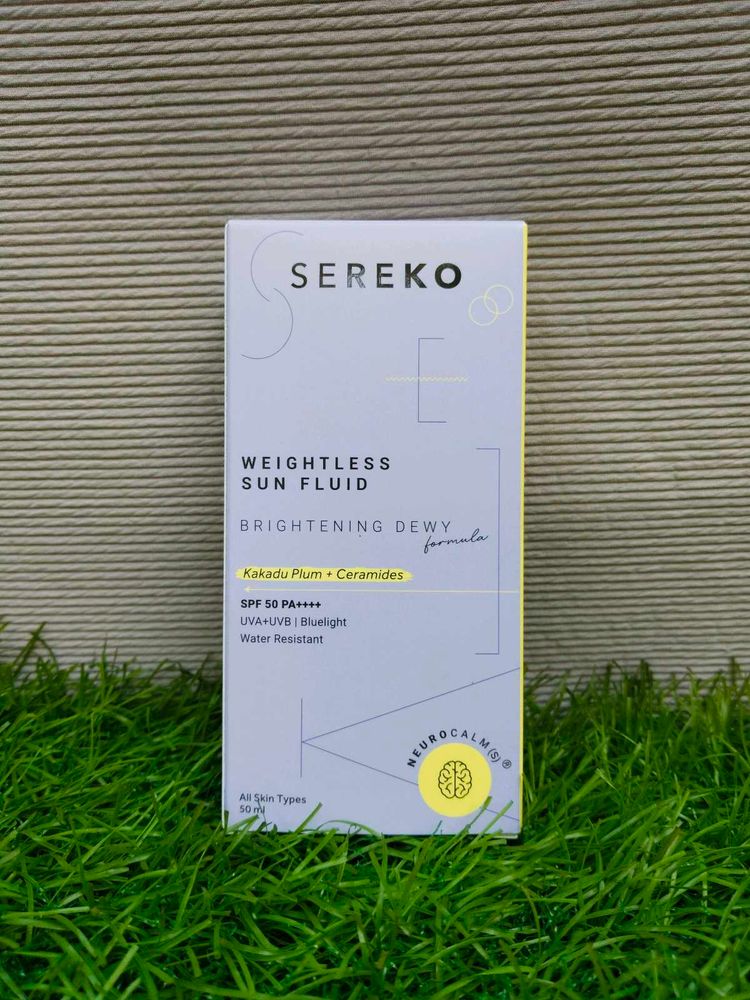 SEREKO
WEIGHTLESS
SUN FLUID
BRIGHTENING DEWY
formula
Kakadu Plum + Ceramides
SPF 50 PA++++
UVA+UVB | Bluelight
Water Resistant
NEUROCALM(S)®
All Skin Types
50 ml